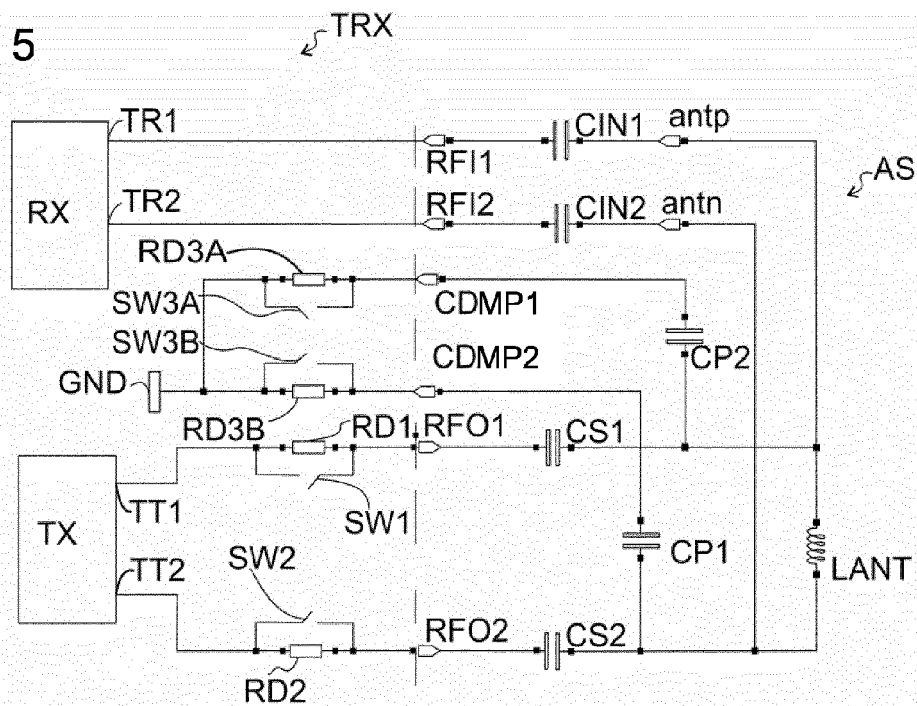 TRX
5
TR1
CIN1
antp
RFI1
AS
RX
TR2
RFI2
CIN2
antn
RD3A
SW3A
CDMP1
SW3B
CDMP2
CP2
GND
RD3B
RD1
RFO1
CS1
TT1
SW1
TX
TT2
SW2
CP1
LANT
RFO2
CS2
RD2